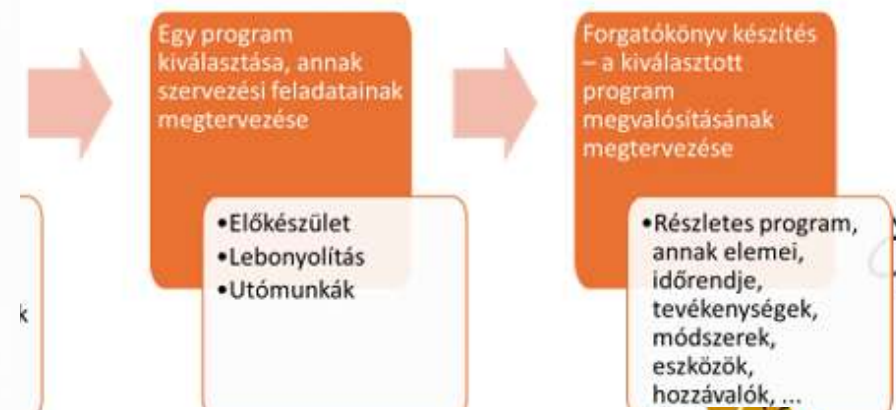 Egy program
kiválasztása, annak
szervezési feladatainak
megtervezése
•Előkészület
•Lebonyolítás
•Utómunkák
Forgatókönyv készítés
– a kiválasztott
program
megvalósításának
megtervezése
•Részletes program,
annak elemei,
időrendje,
tevékenységek,
módszerek,
eszközök,
hozzávalók, ...